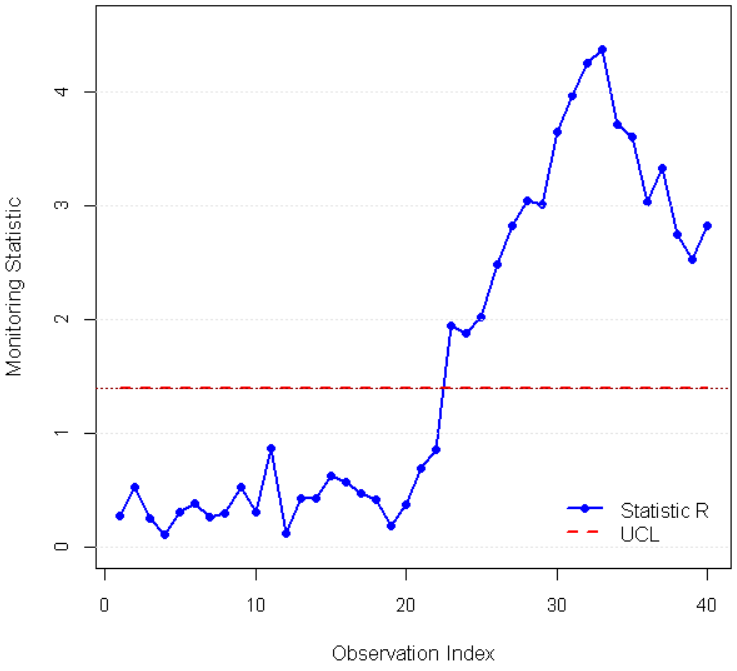 Monitoring Statistic
4
3
2
1
0
Statistic R
UCL
0 10 20 30 40
Observation Index